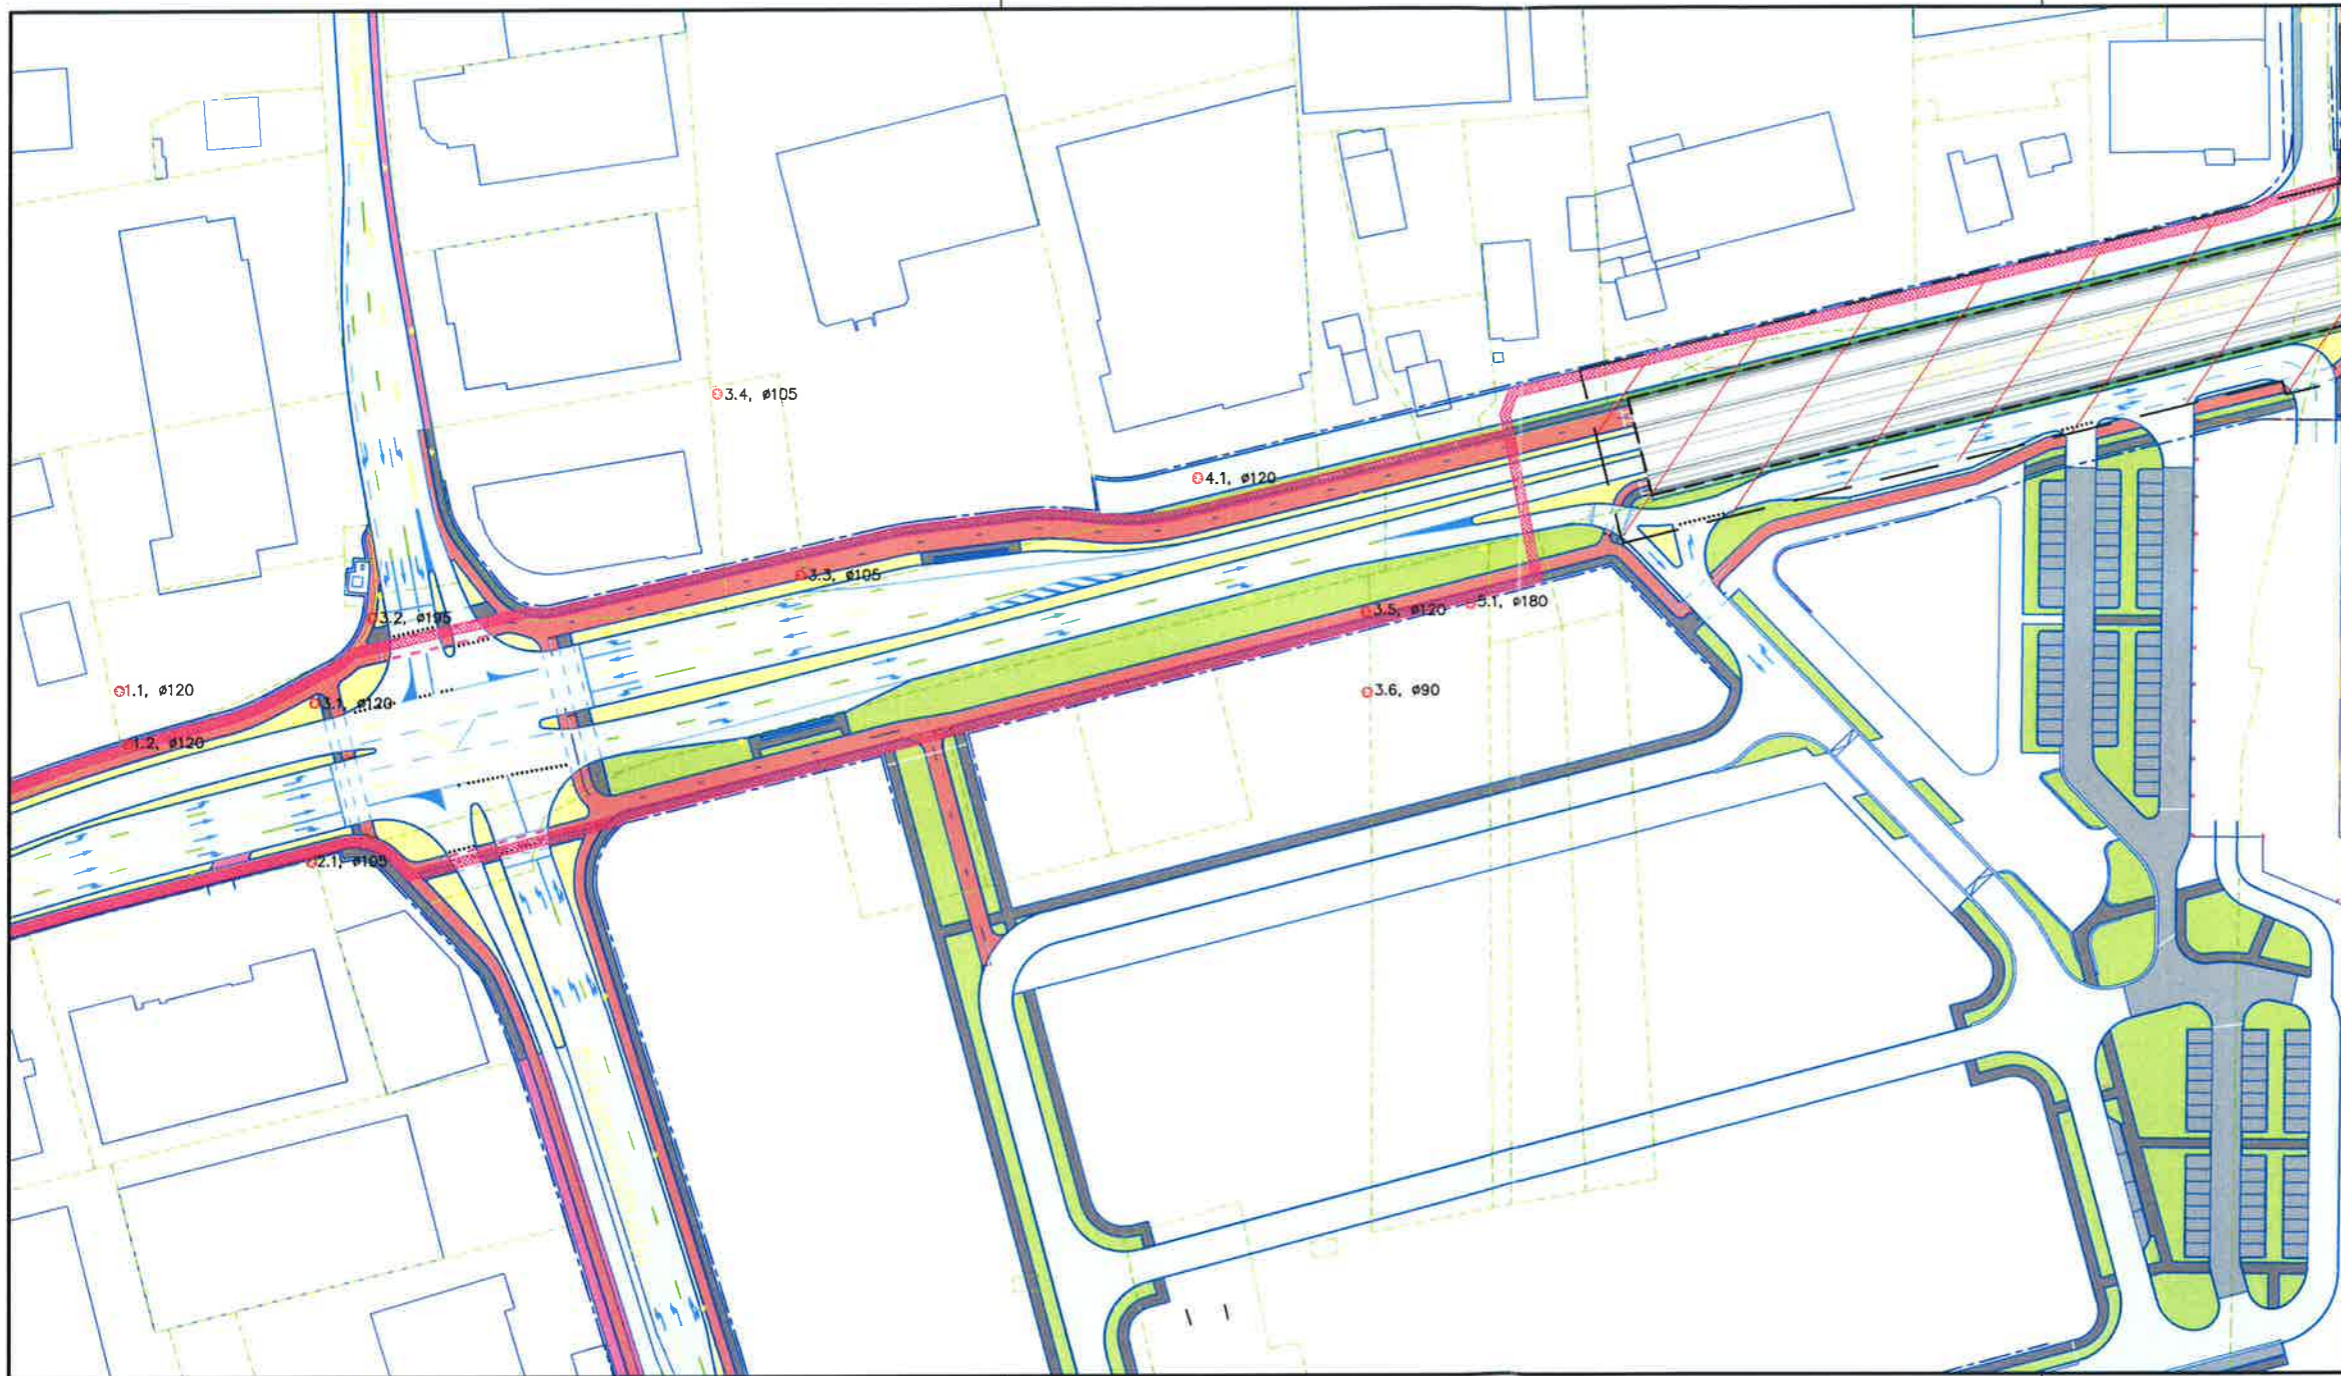 3.4, ø105
4.1, ø120
3.3, ø105
5.1, ø180
3.5, ø120
3.2, ø195
1.1, ø120
3.6, ø90
3.1, ø120
1.2, ø120
2.1, ø105